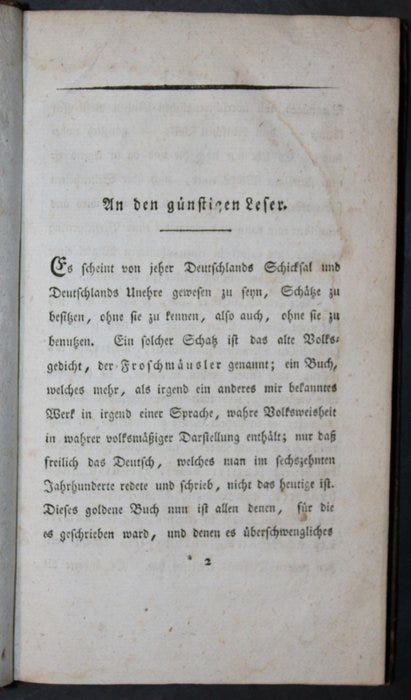 An den günstigen Leser.
Es scheint von jeher Deutschlands Schicksal und
Deutschlands Unehre gewesen zu seyn, Schätze zu
besitzen, ohne sie zu kennen, also auch, ohne sie zu
benutzen. Ein solcher Schatz ist das alte Volks-
gedicht, der Froschmäusler genannt; ein Buch,
welches mehr, als irgend ein anderes mir bekanntes
Werk in irgend einer Sprache, wahre Volksweisheit
in wahrer volksmäßiger Darstellung enthält; nur daß
freilich das Deutsch, welches man im sechszehnten
Jahrhunderte redete und schrieb, nicht das heutige ist.
Dieses goldene Buch nun ist allen denen, für die
es geschrieben ward, und denen es überschwengliches
2